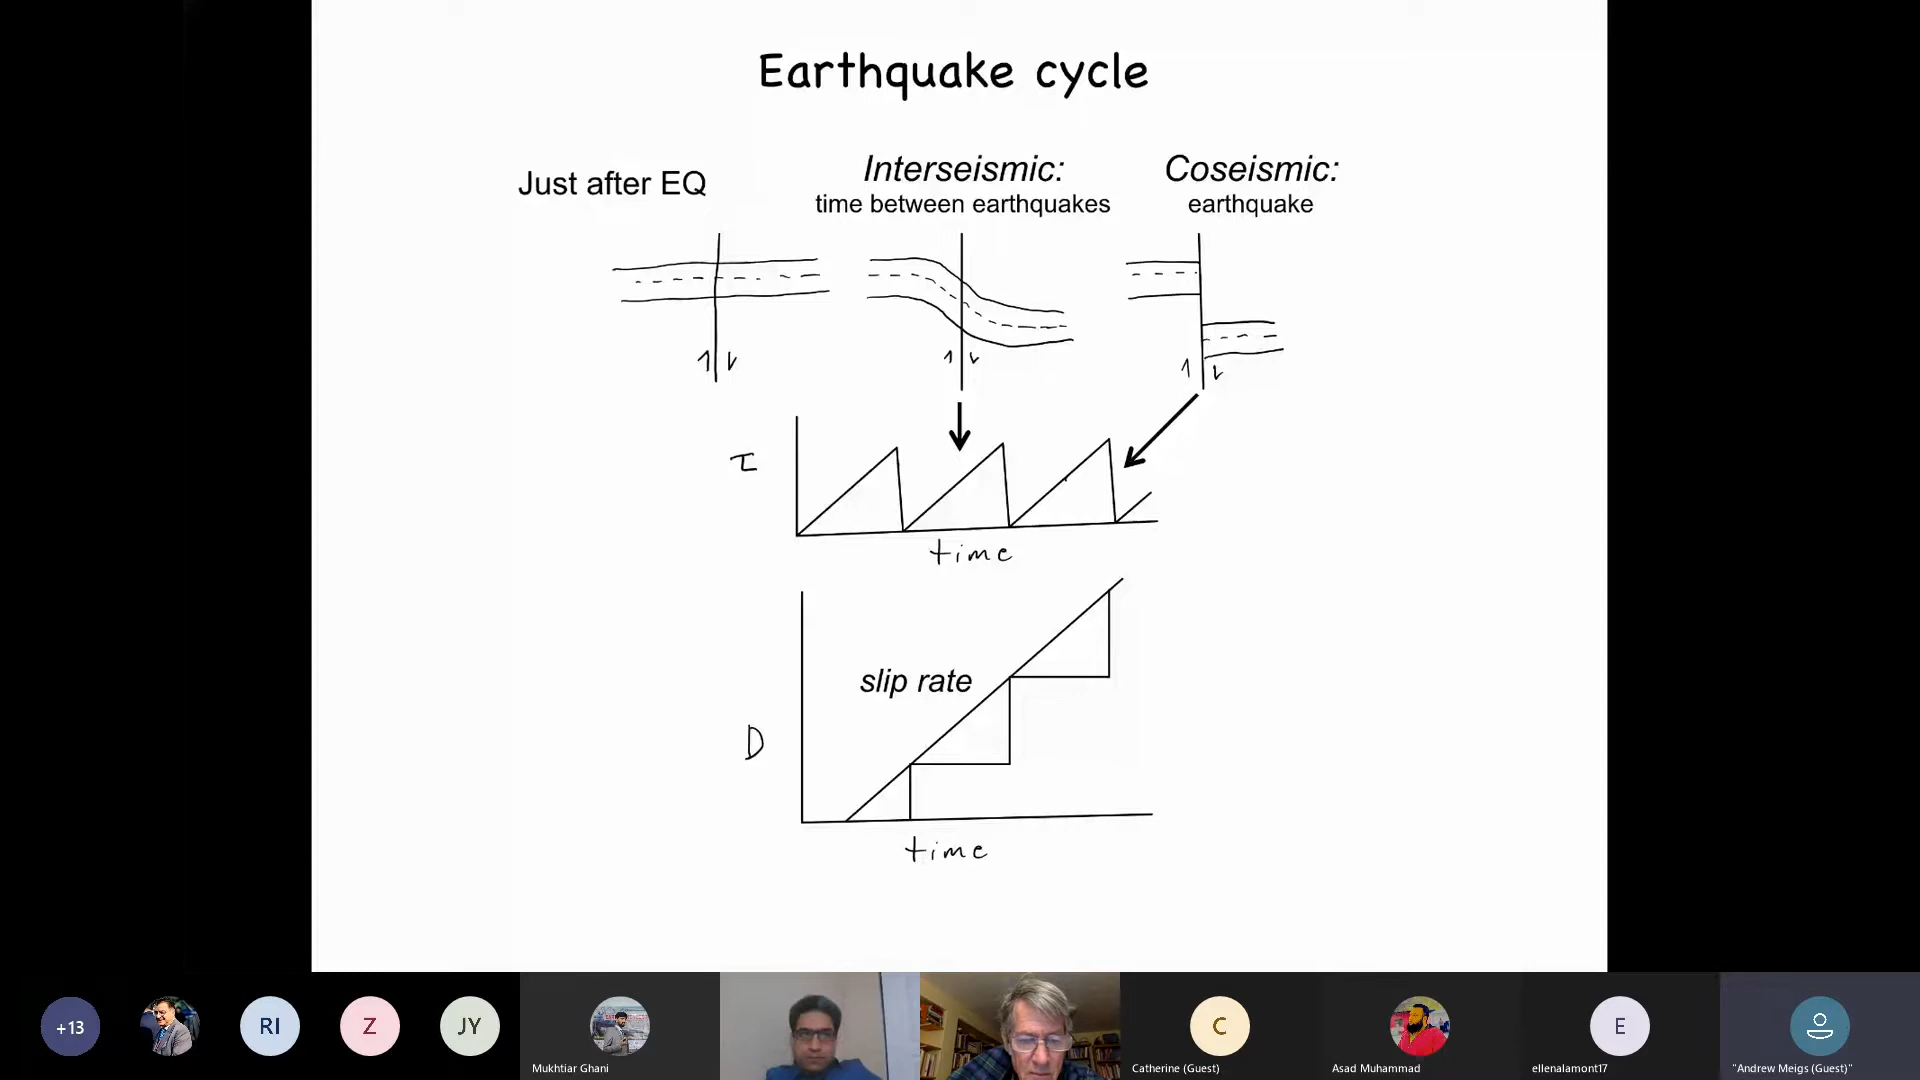 Earthquake cycle
Just after EQ
Interseismic:
time between earthquakes
Coseismic:
earthquake
τ
time
slip rate
D
time
+13
RI
Z
JY
Mukhtiar Ghani
C
Catherine (Guest)
Asad Muhammad
E
ellenalamont17
"Andrew Meigs (Guest)"